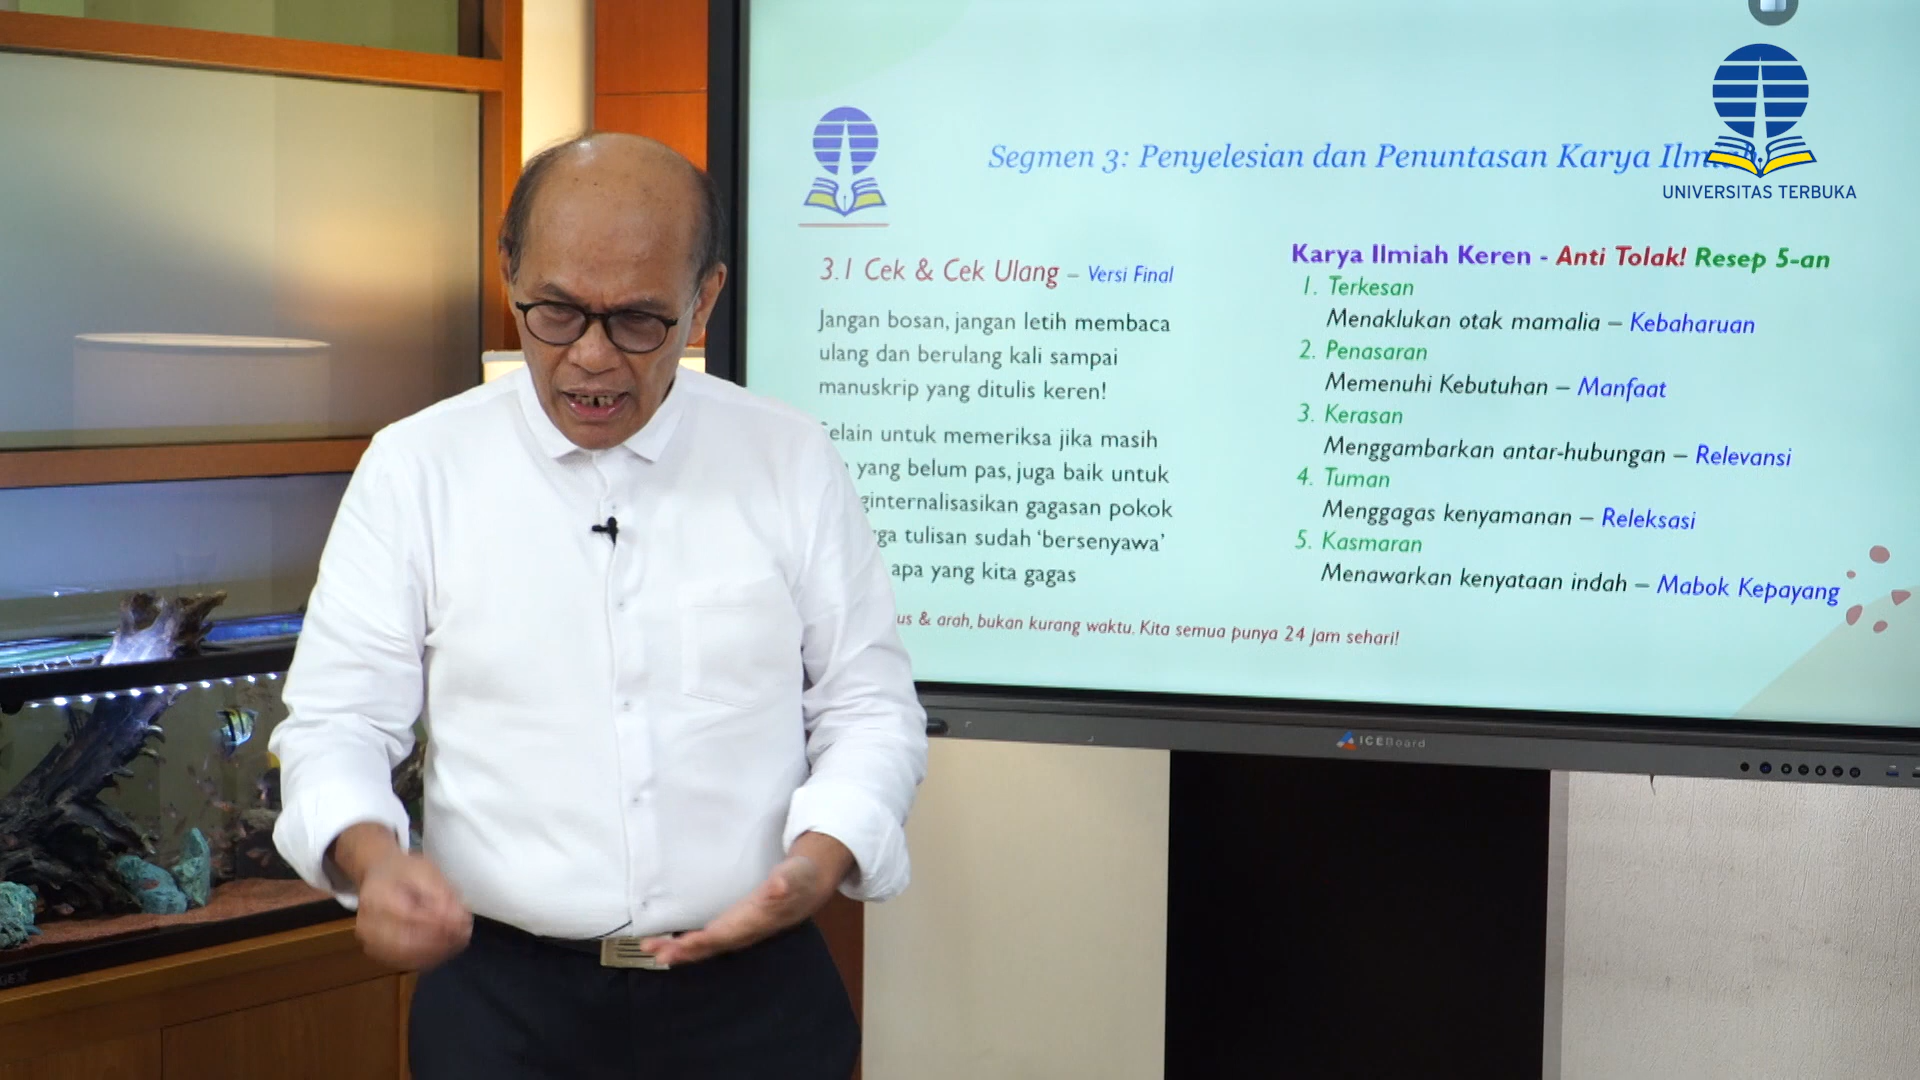 UNIVERSITAS TERBUKA
Segmen 3: Penyelesian dan Penuntasan Karya
3.1 Cek & Cek Ulang – Versi Final
Jangan bosan, jangan letih membaca
ulang dan berulang kali sampai
manuskrip yang ditulis keren!
elain untuk memeriksa jika masih
yang belum pas, juga baik untuk
ginternalisasikan gagasan pokok
ga tulisan sudah ‘bersenyawa’
apa yang kita gagas
us & arah, bukan kurang waktu. Kita semua punya 24 jam sehari!
Karya Ilmiah Keren - Anti Tolak! Resep 5-an
1. Terkesan
Menaklukan otak mamalia – Kebaharuan
2. Penasaran
Memenuhi Kebutuhan – Manfaat
3. Kerasan
Menggambarkan antar-hubungan – Relevansi
4. Tuman
Menggagas kenyamanan – Releksasi
5. Kasmaran
Menawarkan kenyataan indah – Mabok Kepayang
ICEBoard